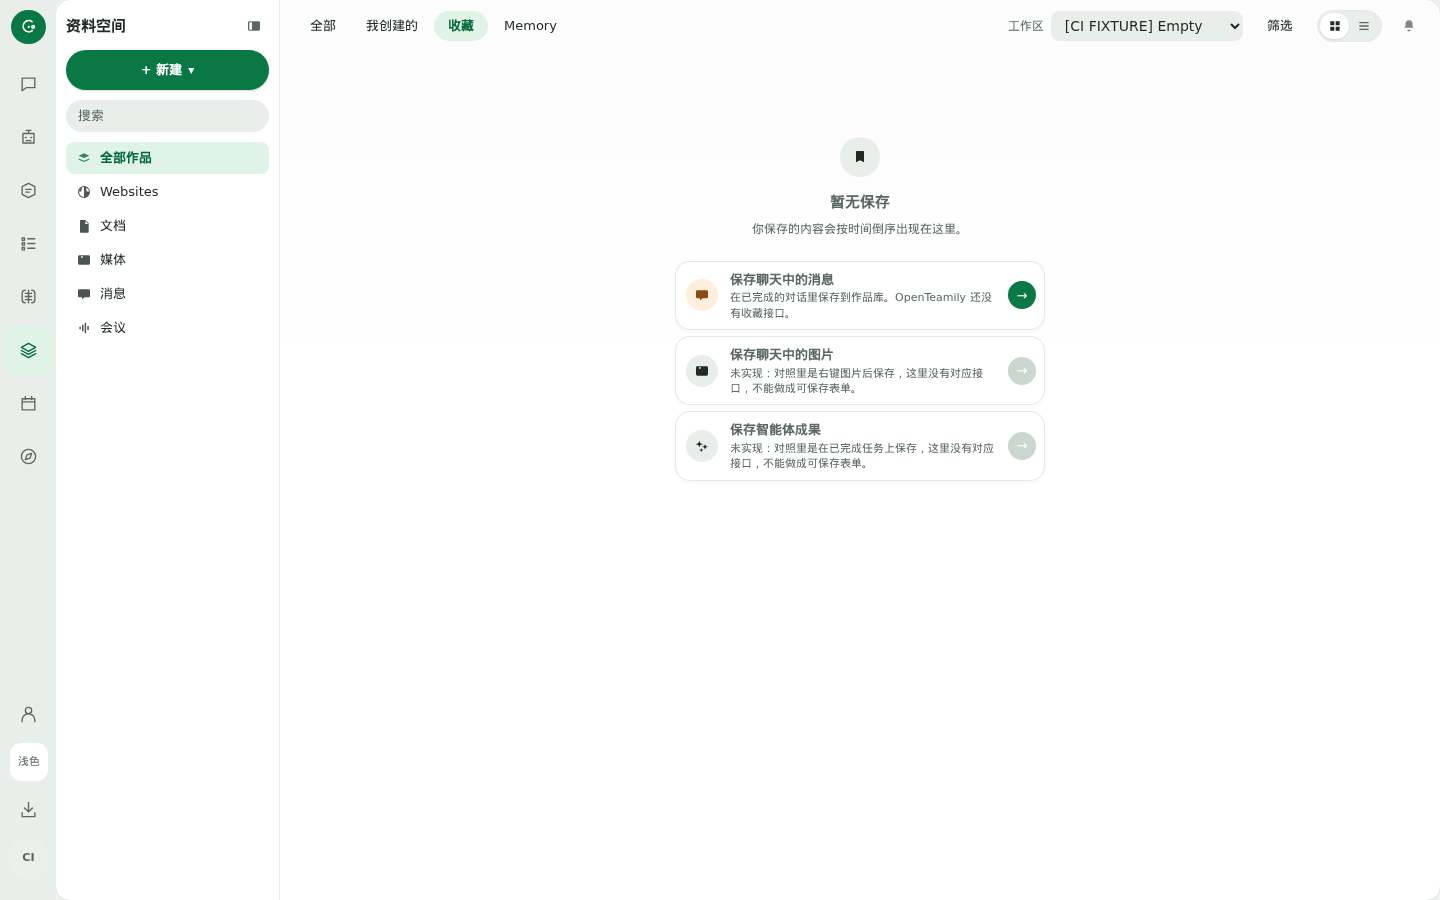 资料空间
+ 新建 ▾
搜索
全部作品
Websites
文档
媒体
消息
会议
浅色
CI
全部
我创建的
收藏
Memory
工作区
[CI FIXTURE] Empty
筛选
暂无保存
你保存的内容会按时间倒序出现在这里。
保存聊天中的消息
在已完成的对话里保存到作品库。OpenTeamily 还没
有收藏接口。
→
保存聊天中的图片
未实现：对照里是右键图片后保存，这里没有对应接
口，不能做成可保存表单。
→
保存智能体成果
未实现：对照里是在已完成任务上保存，这里没有对应
接口，不能做成可保存表单。
→